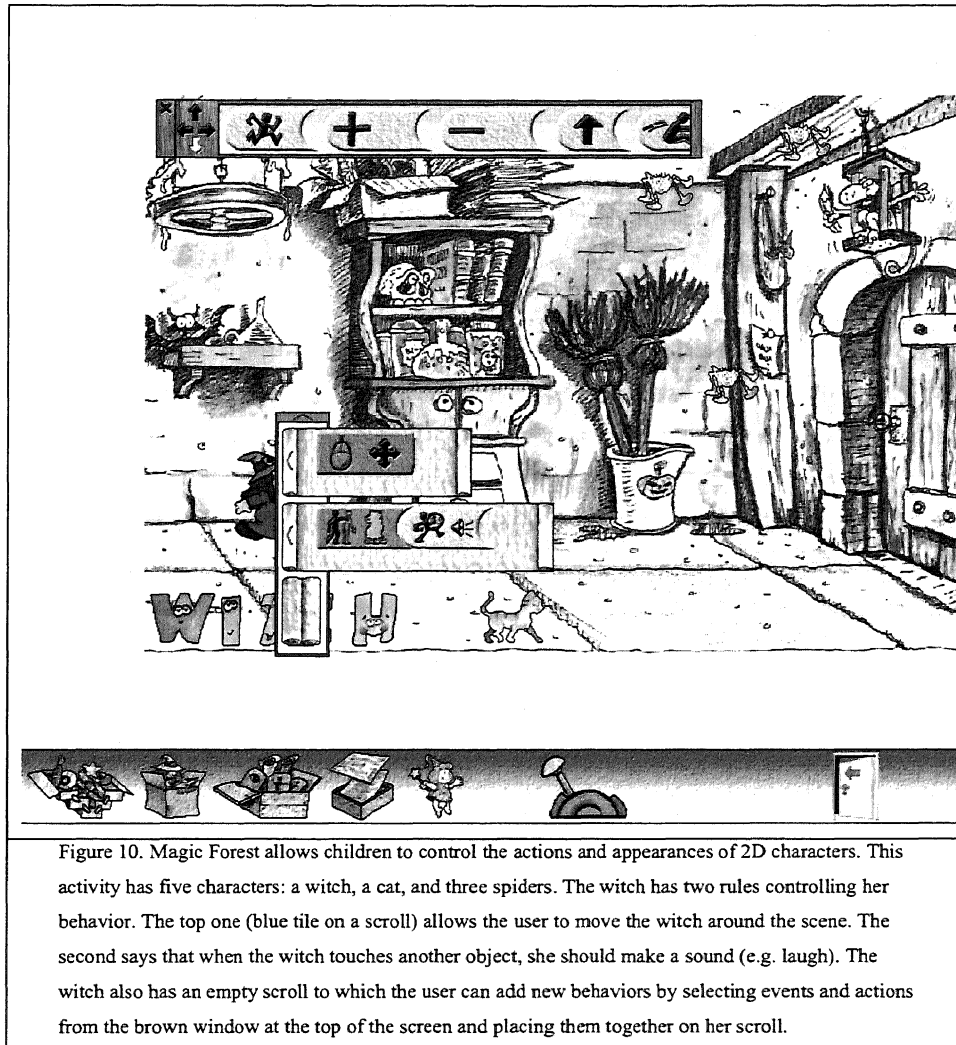 WI H
Figure 10. Magic Forest allows children to control the actions and appearances of 2D characters. This
activity has five characters: a witch, a cat, and three spiders. The witch has two rules controlling her
behavior. The top one (blue tile on a scroll) allows the user to move the witch around the scene. The
second says that when the witch touches another object, she should make a sound (e.g. laugh). The
witch also has an empty scroll to which the user can add new behaviors by selecting events and actions
from the brown window at the top of the screen and placing them together on her scroll.